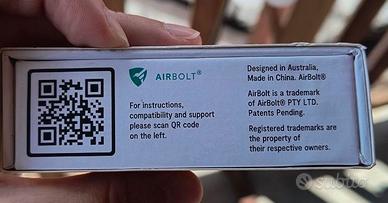 AIRBOLT®
For instructions,
compatibility and support
please scan QR code
on the left.
Designed in Australia,
Made in China. AirBolt®
AirBolt is a trademark
of AirBolt® PTY LTD.
Patents Pending.
Registered trademarks are
the property of
their respective owners.
subito